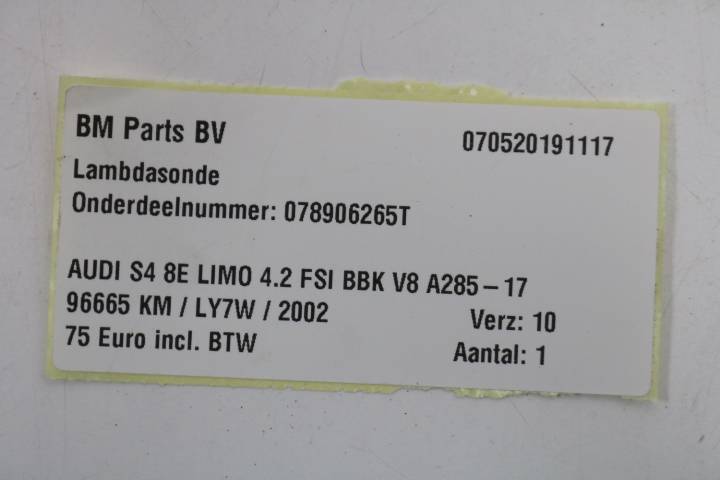 BM Parts BV 070520191117
Lambdasonde
Onderdeelnummer: 078906265T
AUDI S4 8E LIMO 4.2 FSI BBK V8 A285-17
96665 KM / LY7W / 2002 Verz: 10
75 Euro incl. BTW Aantal: 1